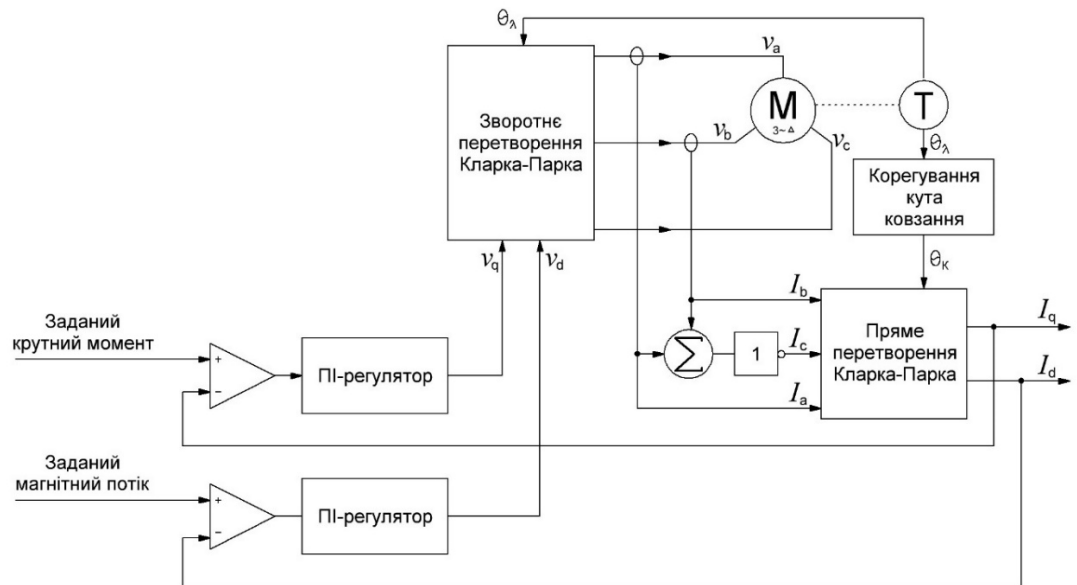 θλ
va
M
3~ Δ
T
vb
vc
θλ
Зворотнє
перетворення
Кларка-Парка
Корегування
кута
ковзання
vq
vd
θК
Заданий
крутний момент
+
−
ПІ-регулятор
Ib
Σ
1
Ic
Ia
Пряме
перетворення
Кларка-Парка
Iq
Id
Заданий
магнітний потік
+
−
ПІ-регулятор